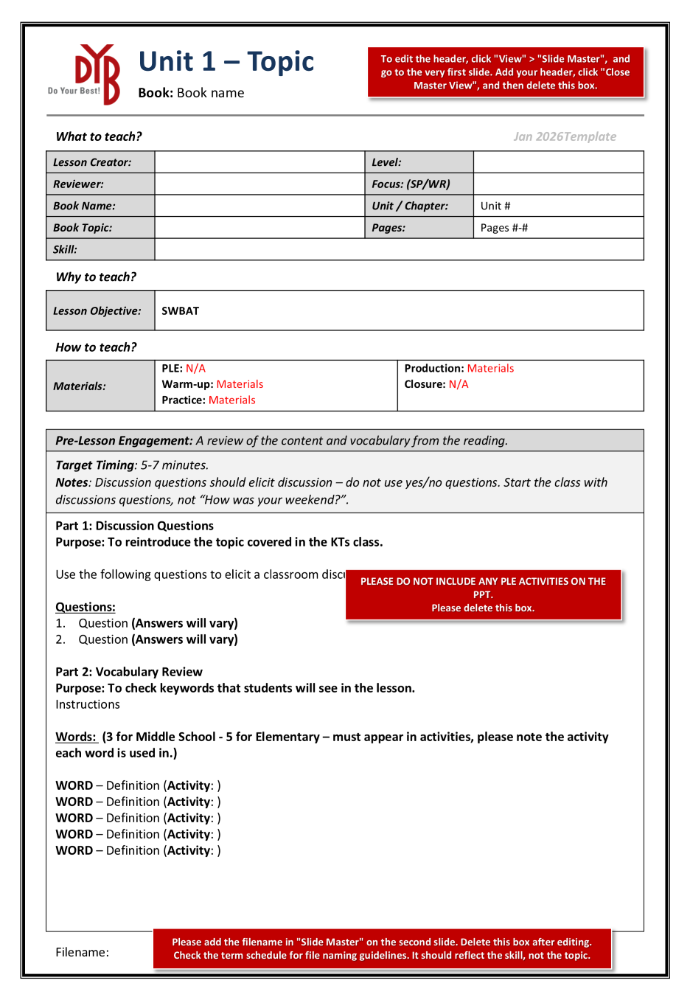 DYB
Do Your Best!
Unit 1 – Topic
Book: Book name
To edit the header, click "View" > "Slide Master", and
go to the very first slide. Add your header, click "Close
Master View", and then delete this box.
What to teach?
Jan 2026Template
Lesson Creator:
Level:
Reviewer:
Focus: (SP/WR)
Book Name:
Unit / Chapter: Unit #
Book Topic:
Pages: Pages #-#
Skill:
Why to teach?
Lesson Objective: SWBAT
How to teach?
Materials:
PLE: N/A
Warm-up: Materials
Practice: Materials
Production: Materials
Closure: N/A
Pre-Lesson Engagement: A review of the content and vocabulary from the reading.
Target Timing: 5-7 minutes.
Notes: Discussion questions should elicit discussion – do not use yes/no questions. Start the class with
discussions questions, not “How was your weekend?”.
Part 1: Discussion Questions
Purpose: To reintroduce the topic covered in the KTs class.
Use the following questions to elicit a classroom
PLEASE DO NOT INCLUDE ANY PLE ACTIVITIES ON THE
PPT.
Please delete this box.
Questions:
1. Question (Answers will vary)
2. Question (Answers will vary)
Part 2: Vocabulary Review
Purpose: To check keywords that students will see in the lesson.
Instructions
Words: (3 for Middle School - 5 for Elementary – must appear in activities, please note the activity
each word is used in.)
WORD – Definition (Activity: )
WORD – Definition (Activity: )
WORD – Definition (Activity: )
WORD – Definition (Activity: )
WORD – Definition (Activity: )
Filename:
Please add the filename in "Slide Master" on the second slide. Delete this box after editing.
Check the term schedule for file naming guidelines. It should reflect the skill, not the topic.